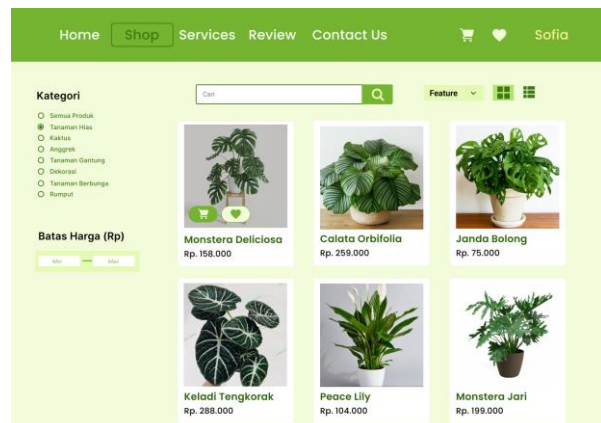 Home Shop Services Review Contact Us Sofia
Kategori
Semua Produk
Tanaman Hias
Kaktus
Anggrek
Tanaman Gantung
Dekorasi
Tanaman Berbunga
Rumput
Batas Harga (Rp)
Min Max
Cari
Feature
Monstera Deliciosa
Rp. 158.000
Calata Orbifolia
Rp. 259.000
Janda Bolong
Rp. 75.000
Keladi Tengkorak
Rp. 288.000
Peace Lily
Rp. 104.000
Monstera Jari
Rp. 199.000